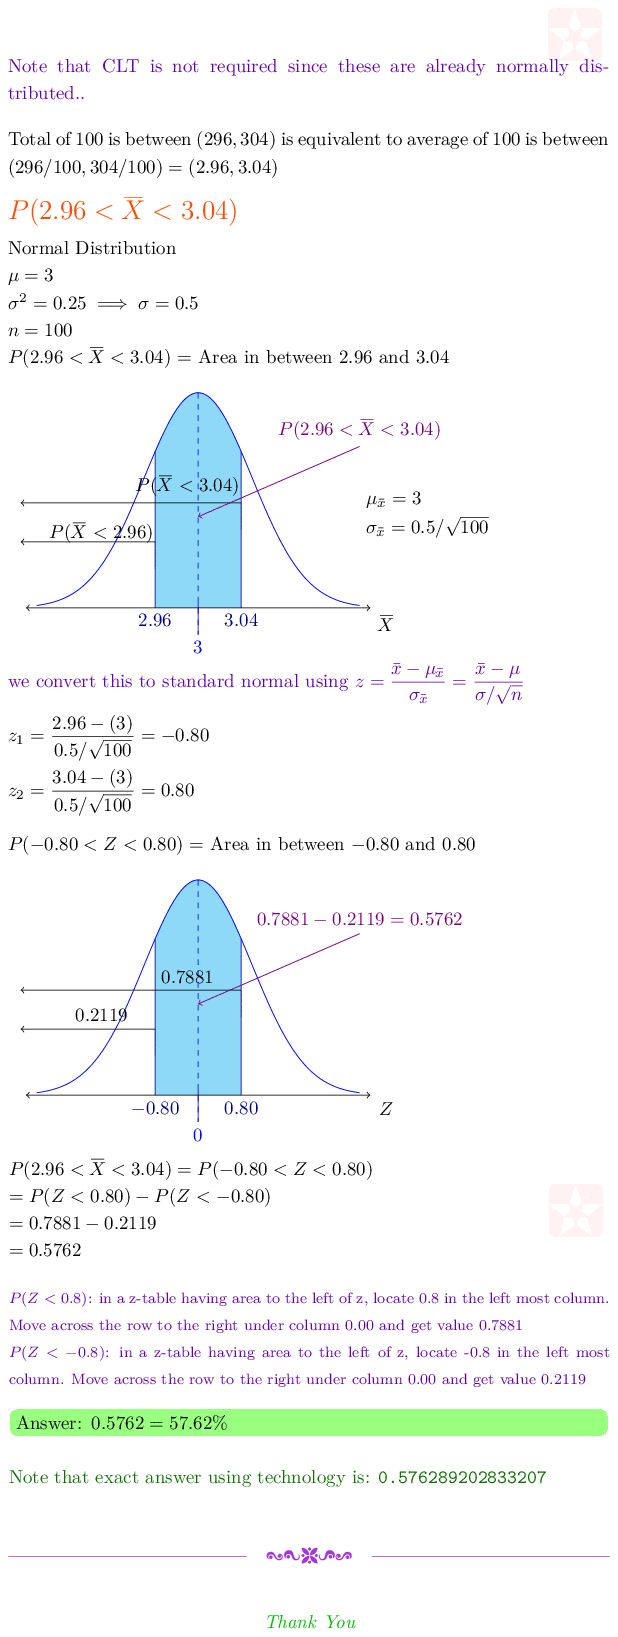 Note that CLT is not required since these are already normally dis-
tributed..
Total of 100 is between (296, 304) is equivalent to average of 100 is between
(296/100, 304/100) = (2.96, 3.04)
P(2.96 < X̅ < 3.04)
Normal Distribution
μ = 3
σ² = 0.25 ⟹ σ = 0.5
n = 100
P(2.96 < X̅ < 3.04) = Area in between 2.96 and 3.04
P(2.96 < X̅ < 3.04)
P(X̅ < 3.04)
μ_x̄ = 3
P(X̅ < 2.96)
σ_x̄ = 0.5/√100
2.96 3.04
X̅
3
we convert this to standard normal using z = (x̄ − μ_x̄)/σ_x̄ = (x̄ − μ)/(σ/√n)
z₁ = (2.96 − (3))/(0.5/√100) = −0.80
z₂ = (3.04 − (3))/(0.5/√100) = 0.80
P(−0.80 < Z < 0.80) = Area in between −0.80 and 0.80
0.7881 − 0.2119 = 0.5762
0.7881
0.2119
−0.80 0.80
Z
0
P(2.96 < X̅ < 3.04) = P(−0.80 < Z < 0.80)
= P(Z < 0.80) − P(Z < −0.80)
= 0.7881 − 0.2119
= 0.5762
P(Z < 0.8): in a z-table having area to the left of z, locate 0.8 in the left most column.
Move across the row to the right under column 0.00 and get value 0.7881
P(Z < −0.8): in a z-table having area to the left of z, locate -0.8 in the left most
column. Move across the row to the right under column 0.00 and get value 0.2119
Answer: 0.5762 = 57.62%
Note that exact answer using technology is: 0.576289202833207
Thank You